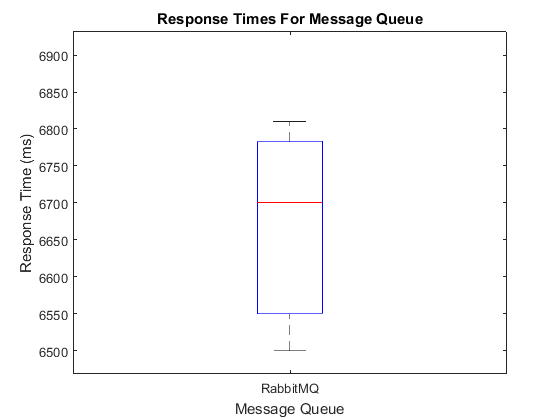 Response Times For Message Queue
Response Time (ms)
6900
6850
6800
6750
6700
6650
6600
6550
6500
RabbitMQ
Message Queue